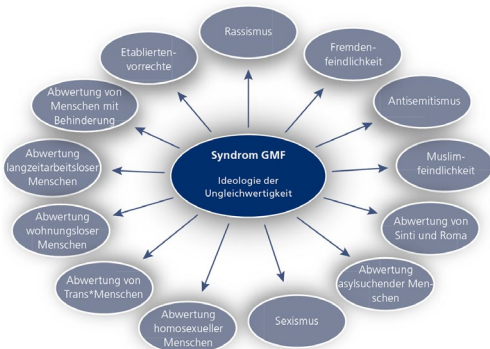 Rassismus
Fremden-
feindlichkeit
Antisemitismus
Muslim-
feindlichkeit
Abwertung von
Sinti und Roma
Abwertung
asylsuchender Men-
schen
Sexismus
Abwertung
homosexueller
Menschen
Abwertung von
Trans*Menschen
Abwertung
wohnungsloser
Menschen
Abwertung
langzeitarbeitsloser
Menschen
Abwertung von
Menschen mit
Behinderung
Etablierten-
vorrechte
Syndrom GMF
Ideologie der
Ungleichwertigkeit